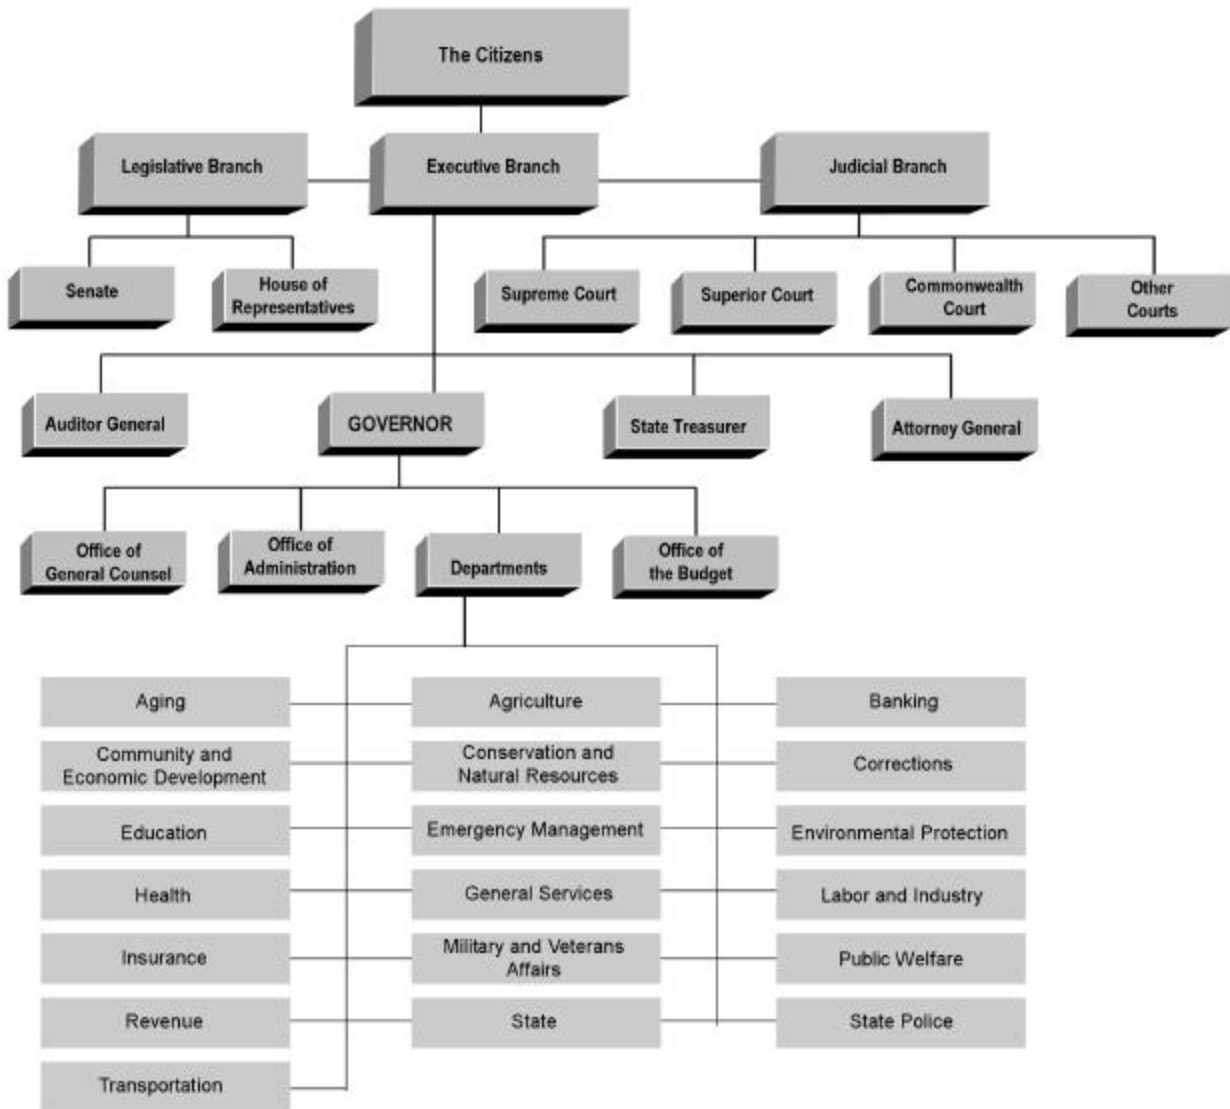 The Citizens
Legislative Branch
Executive Branch
Judicial Branch
Senate
House of
Representatives
Supreme Court
Superior Court
Commonwealth
Court
Other
Courts
Auditor General
GOVERNOR
State Treasurer
Attorney General
Office of
General Counsel
Office of
Administration
Departments
Office of
the Budget
Aging
Agriculture
Banking
Community and
Economic Development
Conservation and
Natural Resources
Corrections
Education
Emergency Management
Environmental Protection
Health
General Services
Labor and Industry
Insurance
Military and Veterans
Affairs
Public Welfare
Revenue
State
State Police
Transportation